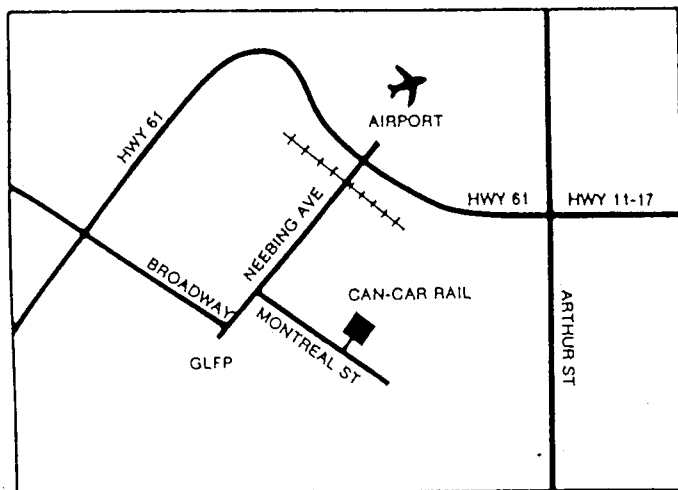 HWY 61
AIRPORT
NEEBING AVE
HWY 61
HWY 11-17
BROADWAY
CAN-CAR RAIL
MONTREAL ST
ARTHUR ST
GLFP